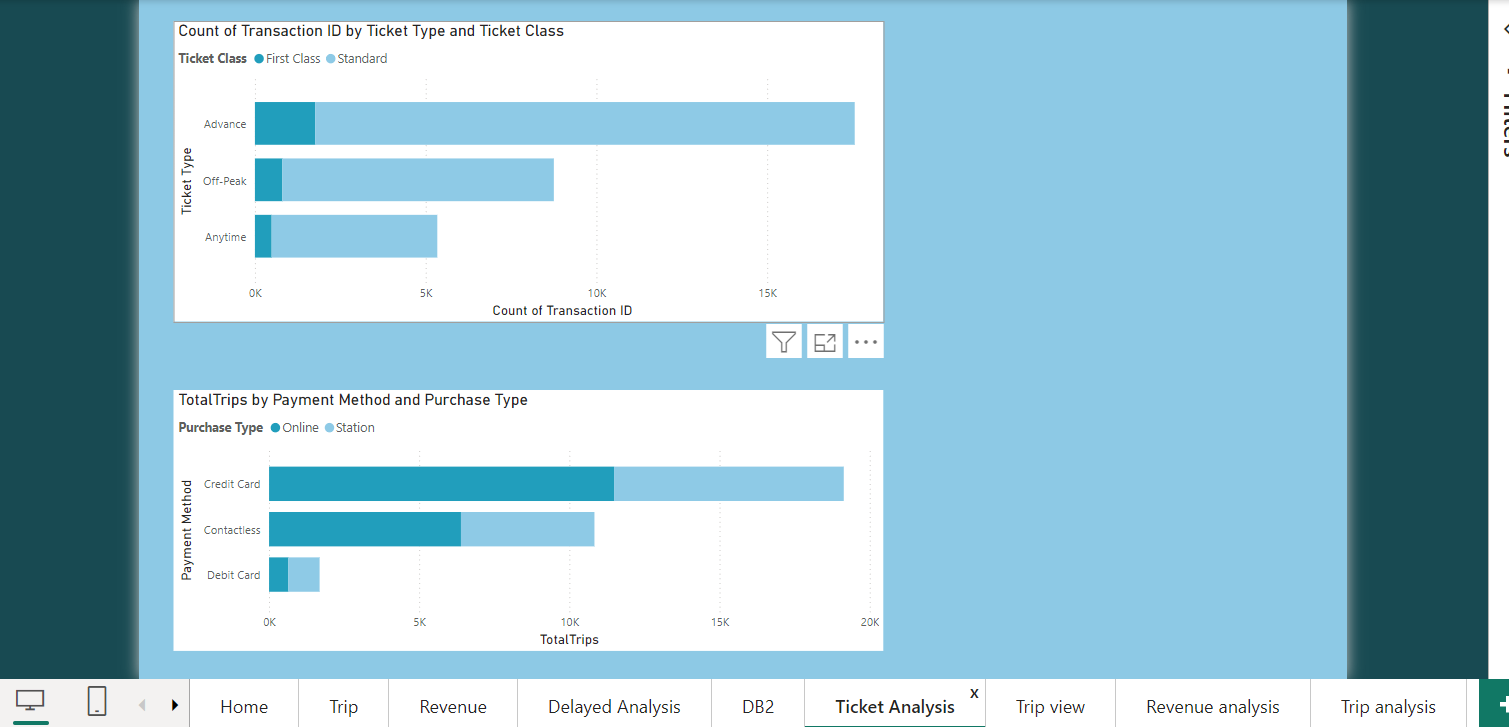 Count of Transaction ID by Ticket Type and Ticket Class
Ticket Class First Class Standard
Ticket Type
Advance
Off-Peak
Anytime
0K 5K 10K 15K
Count of Transaction ID
TotalTrips by Payment Method and Purchase Type
Purchase Type Online Station
Payment Method
Credit Card
Contactless
Debit Card
0K 5K 10K 15K 20K
TotalTrips
Home Trip Revenue Delayed Analysis DB2 Ticket Analysis x Trip view Revenue analysis Trip analysis